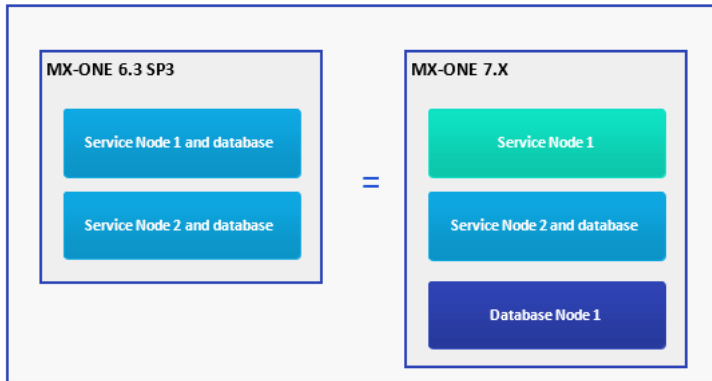 MX-ONE 6.3 SP3
Service Node 1 and database
Service Node 2 and database
=
MX-ONE 7.X
Service Node 1
Service Node 2 and database
Database Node 1